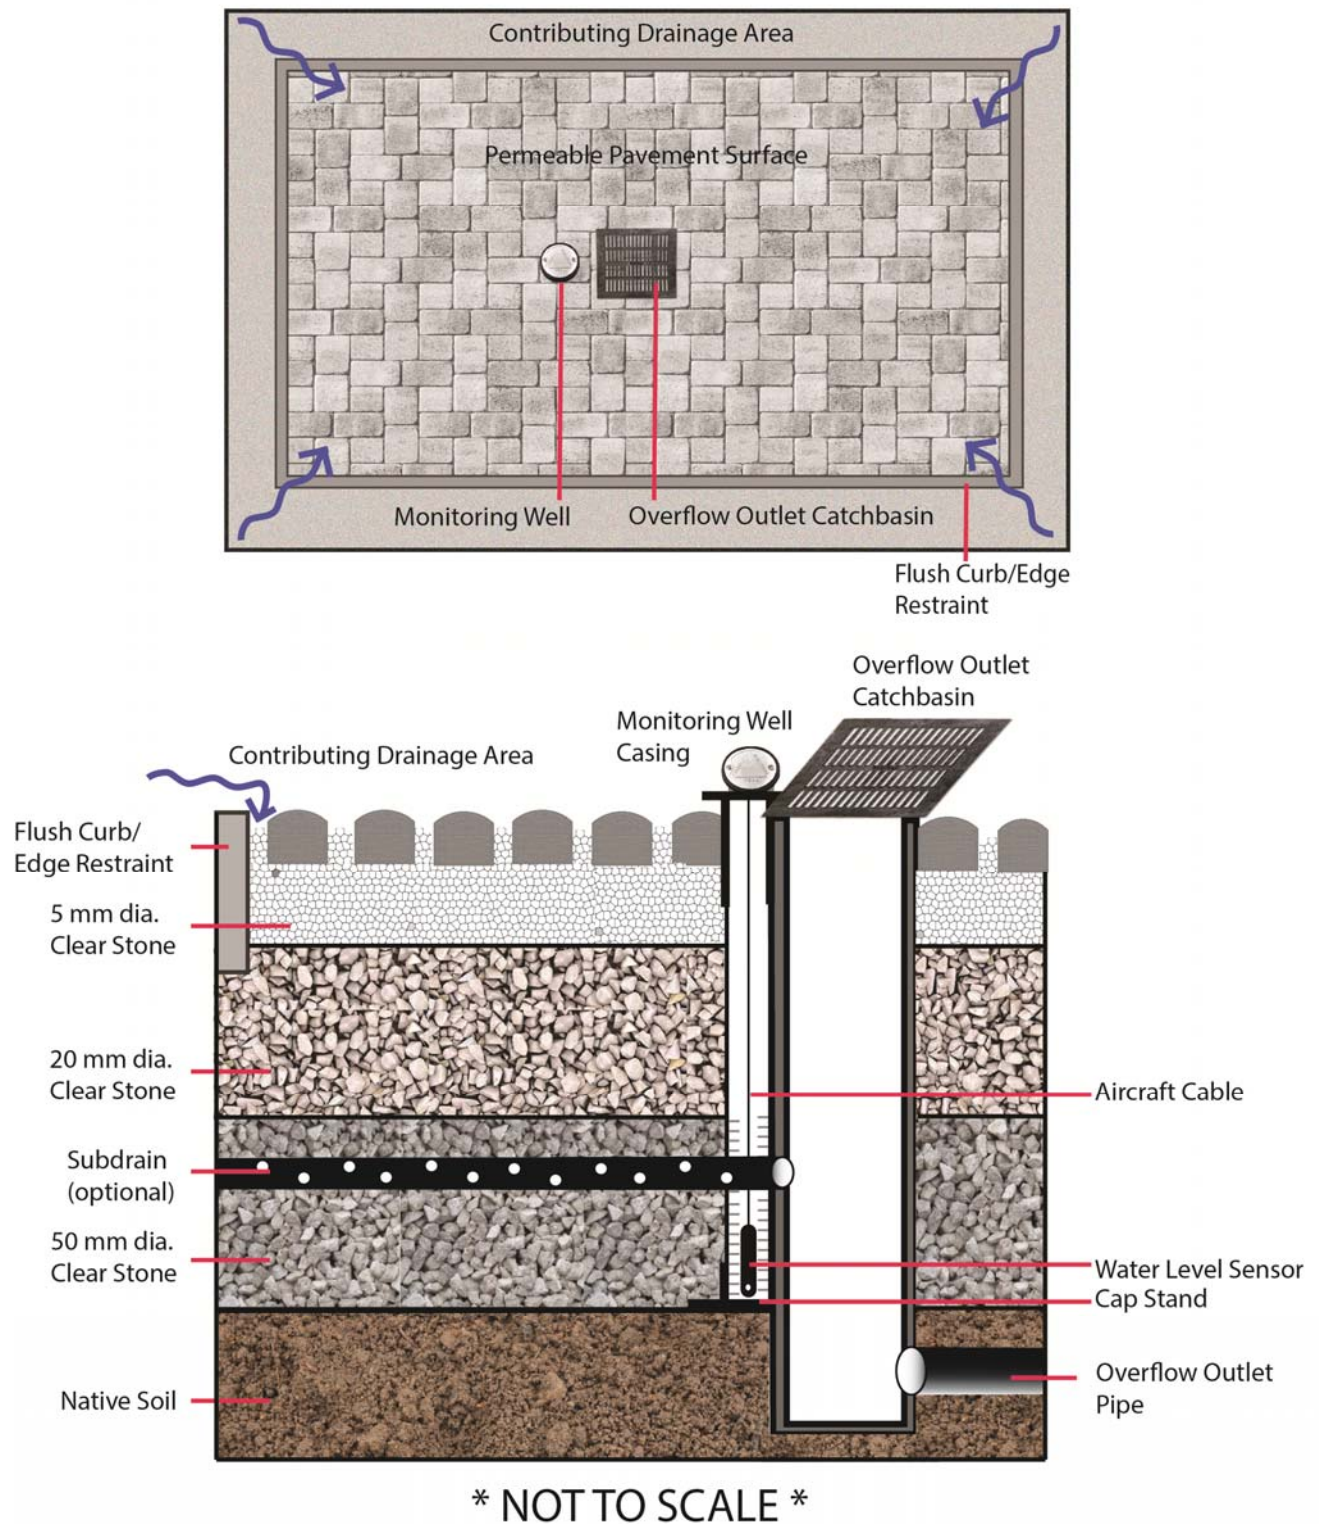 Contributing Drainage Area
Permeable Pavement Surface
Monitoring Well
Overflow Outlet Catchbasin
Flush Curb/Edge
Restraint
Overflow Outlet
Catchbasin
Monitoring Well
Casing
Contributing Drainage Area
Flush Curb/
Edge Restraint
5 mm dia.
Clear Stone
20 mm dia.
Clear Stone
Aircraft Cable
Subdrain
(optional)
50 mm dia.
Clear Stone
Water Level Sensor
Cap Stand
Native Soil
Overflow Outlet
Pipe
* NOT TO SCALE *